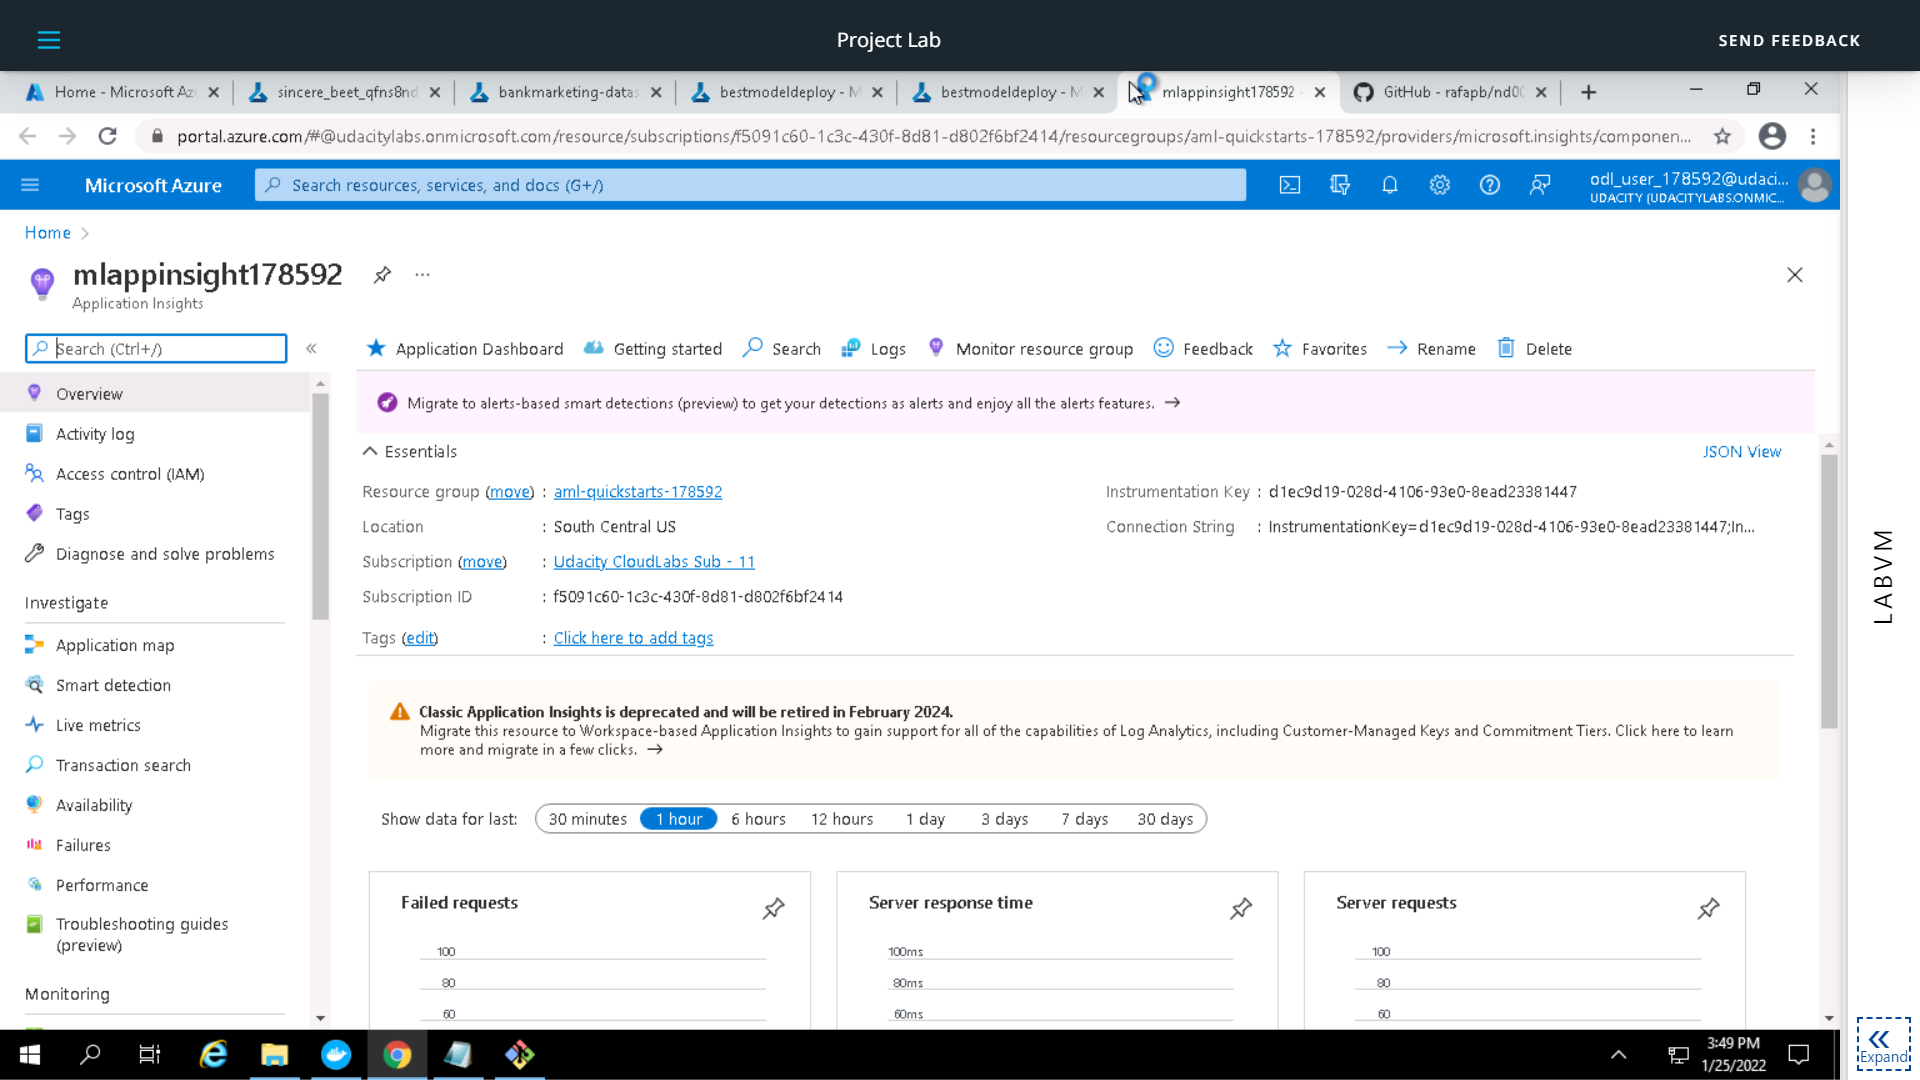 Project Lab
SEND FEEDBACK
Home - Microsoft Az
sincere_beet_qfns8nd
bankmarketing-datas
bestmodeldeploy - M
bestmodeldeploy - M
mlappinsight178592 -
GitHub - rafapb/nd00
portal.azure.com/#@udacitylabs.onmicrosoft.com/resource/subscriptions/f5091c60-1c3c-430f-8d81-d802f6bf2414/resourcegroups/aml-quickstarts-178592/providers/microsoft.insights/componen...
Microsoft Azure
Search resources, services, and docs (G+/)
odl_user_178592@udaci...
UDACITY (UDACITYLABS.ONMIC...
Home
mlappinsight178592
...
Application Insights
Search (Ctrl+/)
Application Dashboard
Getting started
Search
Logs
Monitor resource group
Feedback
Favorites
Rename
Delete
Overview
Activity log
Access control (IAM)
Tags
Diagnose and solve problems
Investigate
Application map
Smart detection
Live metrics
Transaction search
Availability
Failures
Performance
Troubleshooting guides
(preview)
Monitoring
Migrate to alerts-based smart detections (preview) to get your detections as alerts and enjoy all the alerts features.
Essentials
JSON View
Resource group (move) : aml-quickstarts-178592
Location : South Central US
Subscription (move) : Udacity CloudLabs Sub - 11
Subscription ID : f5091c60-1c3c-430f-8d81-d802f6bf2414
Tags (edit) : Click here to add tags
Instrumentation Key : d1ec9d19-028d-4106-93e0-8ead23381447
Connection String : InstrumentationKey=d1ec9d19-028d-4106-93e0-8ead23381447;In...
Classic Application Insights is deprecated and will be retired in February 2024.
Migrate this resource to Workspace-based Application Insights to gain support for all of the capabilities of Log Analytics, including Customer-Managed Keys and Commitment Tiers. Click here to learn
more and migrate in a few clicks.
Show data for last:
30 minutes
1 hour
6 hours
12 hours
1 day
3 days
7 days
30 days
Failed requests
100
80
60
Server response time
100ms
80ms
60ms
Server requests
100
80
60
LABVM
Expand
3:49 PM
1/25/2022